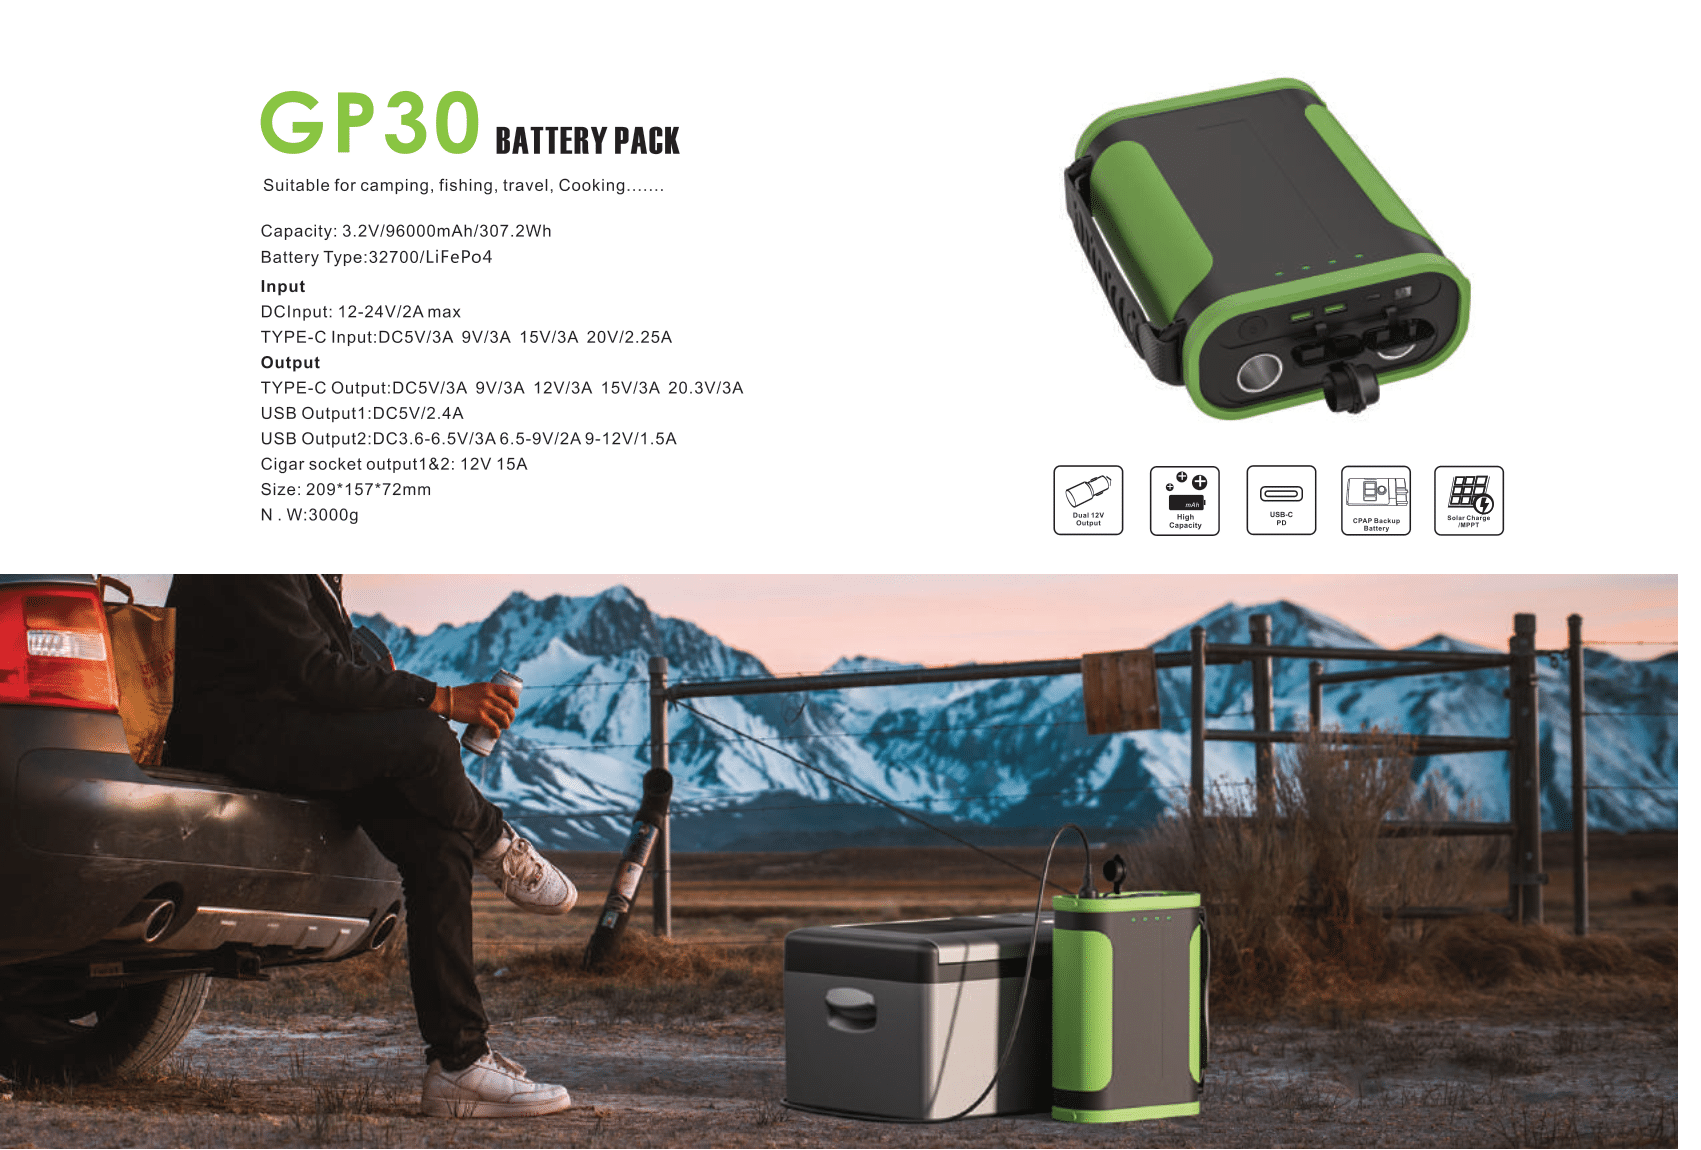 GP30 BATTERY PACK
Suitable for camping, fishing, travel, Cooking.......
Capacity: 3.2V/96000mAh/307.2Wh
Battery Type:32700/LiFePo4
Input
DCInput: 12-24V/2A max
TYPE-C Input:DC5V/3A 9V/3A 15V/3A 20V/2.25A
Output
TYPE-C Output:DC5V/3A 9V/3A 12V/3A 15V/3A 20.3V/3A
USB Output1:DC5V/2.4A
USB Output2:DC3.6-6.5V/3A 6.5-9V/2A 9-12V/1.5A
Cigar socket output1&2: 12V 15A
Size: 209*157*72mm
N . W:3000g
Dual 12V
Output
mAh
High
Capacity
USB-C
PD
CPAP Backup
Battery
Solar Charge
/MPPT